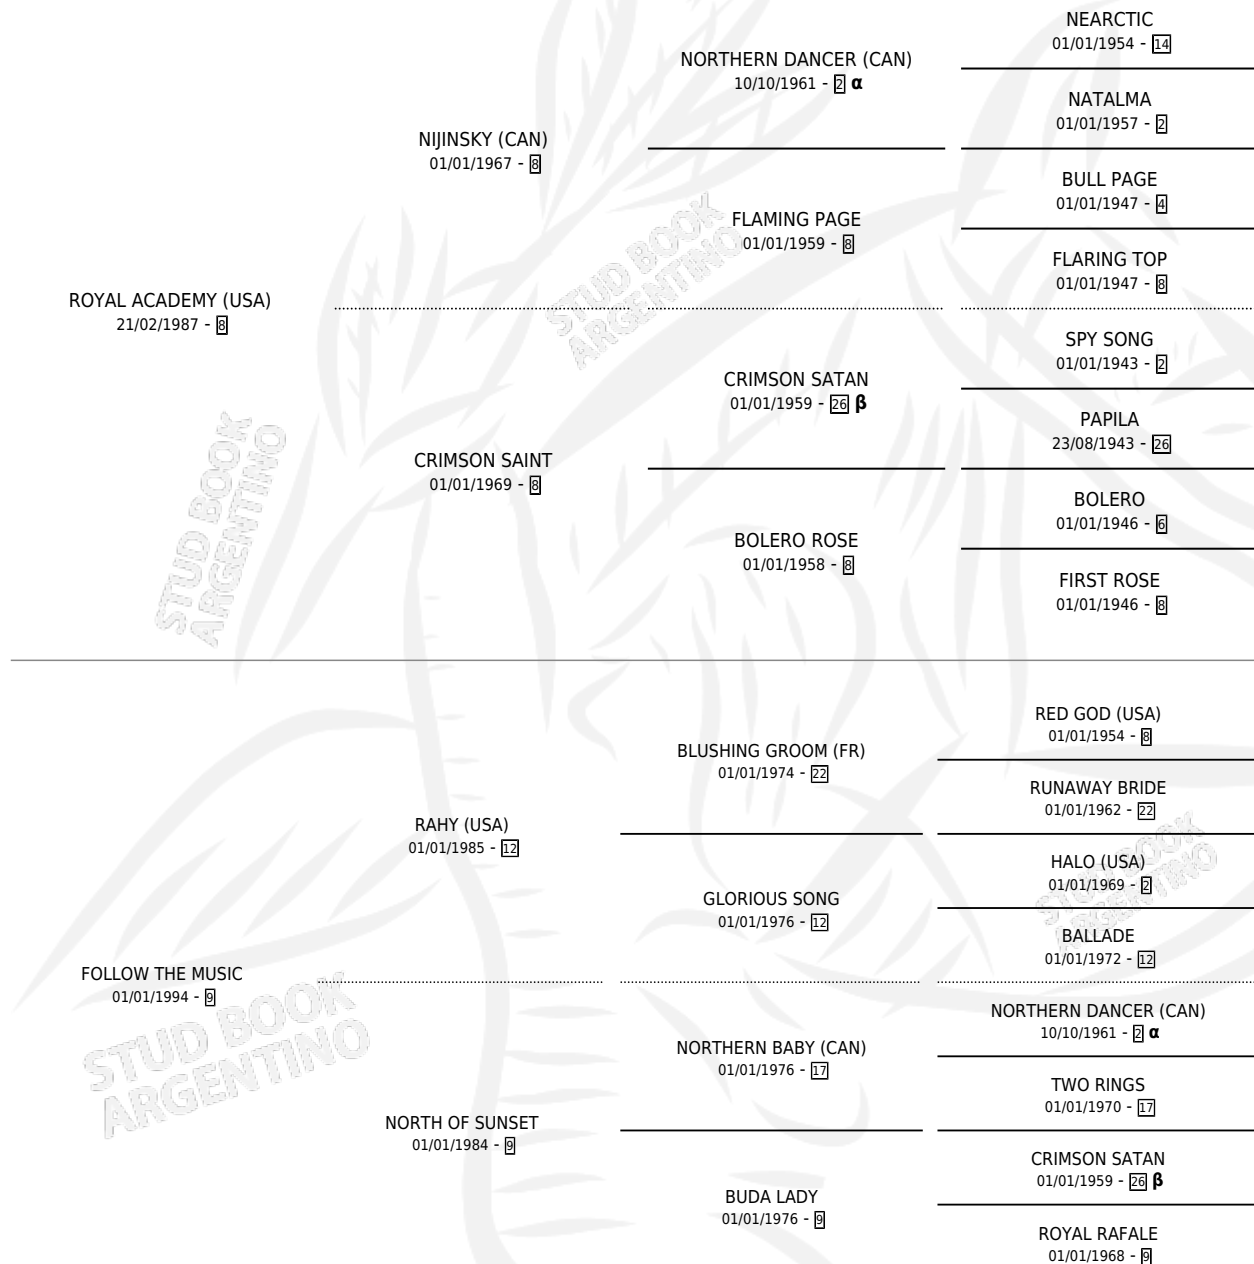 NEARCTIC
01/01/1954 - 14
NORTHERN DANCER (CAN)
10/10/1961 - 2 α
NATALMA
01/01/1957 - 2
NIJINSKY (CAN)
01/01/1967 - 8
BULL PAGE
01/01/1947 - 4
FLAMING PAGE
01/01/1959 - 8
FLARING TOP
01/01/1947 - 8
ROYAL ACADEMY (USA)
21/02/1987 - 8
SPY SONG
01/01/1943 - 2
CRIMSON SATAN
01/01/1959 - 26 β
PAPILA
23/08/1943 - 26
CRIMSON SAINT
01/01/1969 - 8
BOLERO
01/01/1946 - 6
BOLERO ROSE
01/01/1958 - 8
FIRST ROSE
01/01/1946 - 8
RED GOD (USA)
01/01/1954 - 8
BLUSHING GROOM (FR)
01/01/1974 - 22
RUNAWAY BRIDE
01/01/1962 - 22
RAHY (USA)
01/01/1985 - 12
HALO (USA)
01/01/1969 - 2
GLORIOUS SONG
01/01/1976 - 12
BALLADE
01/01/1972 - 12
FOLLOW THE MUSIC
01/01/1994 - 9
NORTHERN DANCER (CAN)
10/10/1961 - 2 α
NORTHERN BABY (CAN)
01/01/1976 - 17
TWO RINGS
01/01/1970 - 17
NORTH OF SUNSET
01/01/1984 - 9
CRIMSON SATAN
01/01/1959 - 26 β
BUDA LADY
01/01/1976 - 9
ROYAL RAFALE
01/01/1968 - 9
STUD BOOK
ARGENTINO
STUD BOOK
ARGENTINO
STUD BOOK
ARGENTINO
STUD BOOK
ARGENTINO